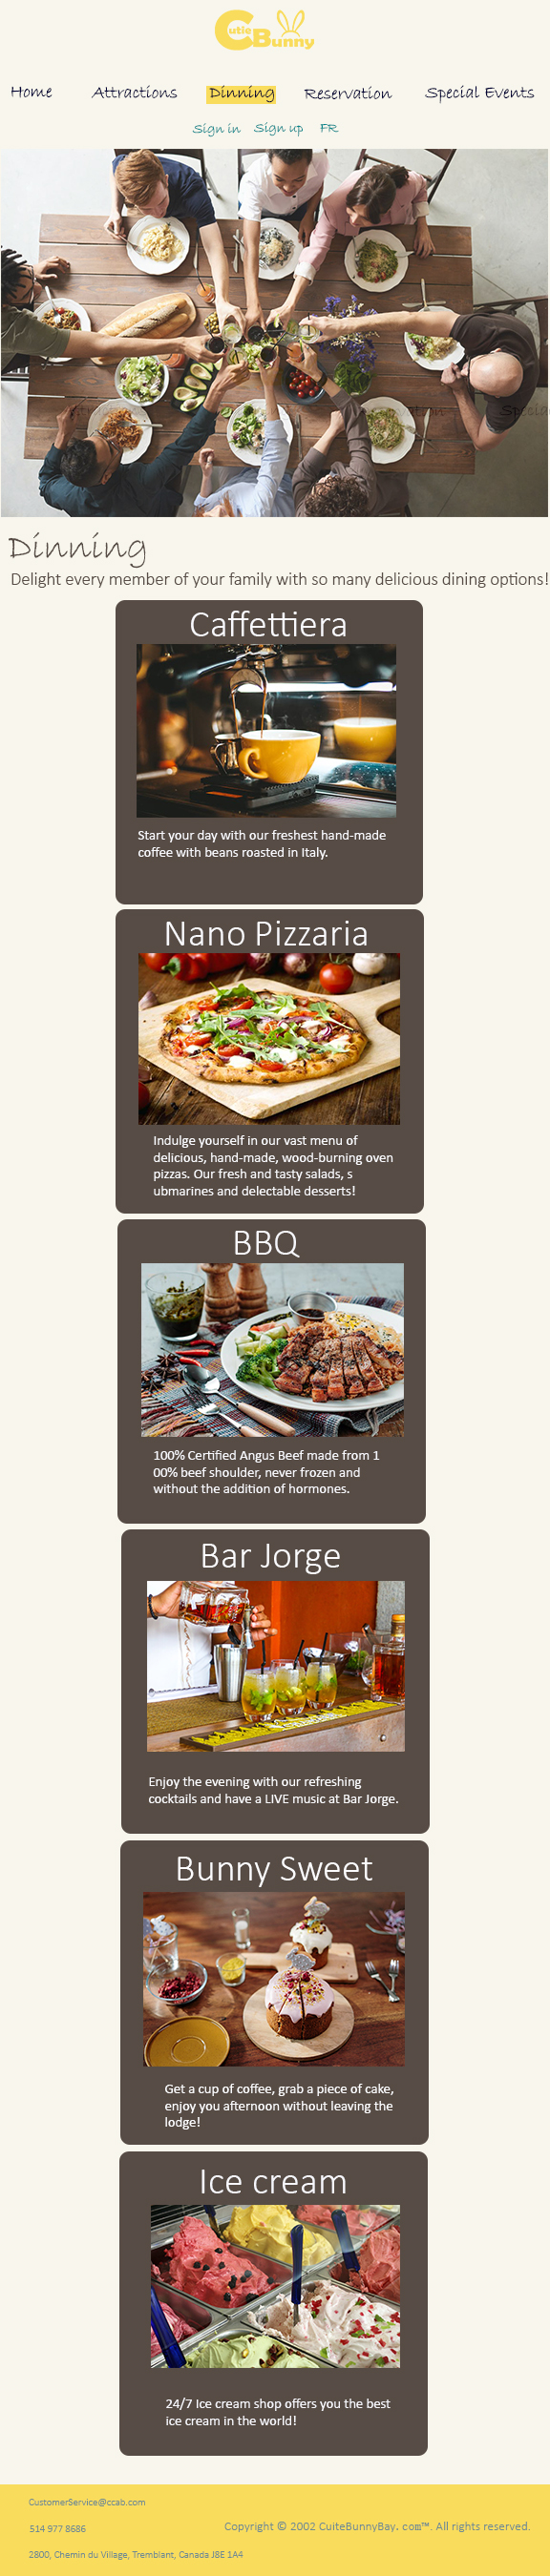 Cutie
Bunny
Home Attractions Dinning Reservation Special Events
Sign in Sign up FR
Dinning
Delight every member of your family with so many delicious dining options!
Caffettiera
Start your day with our freshest hand-made
coffee with beans roasted in Italy.
Nano Pizzaria
Indulge yourself in our vast menu of
delicious, hand-made, wood-burning oven
pizzas. Our fresh and tasty salads, s
ubmarines and delectable desserts!
BBQ
100% Certified Angus Beef made from 1
00% beef shoulder, never frozen and
without the addition of hormones.
Bar Jorge
Enjoy the evening with our refreshing
cocktails and have a LIVE music at Bar Jorge.
Bunny Sweet
Get a cup of coffee, grab a piece of cake,
enjoy you afternoon without leaving the
lodge!
Ice cream
24/7 Ice cream shop offers you the best
ice cream in the world!
CustomerService@ccab.com
514 977 8686
Copyright © 2002 CuiteBunnyBay. com™. All rights reserved.
2800, Chemin du Village, Tremblant, Canada J8E 1A4